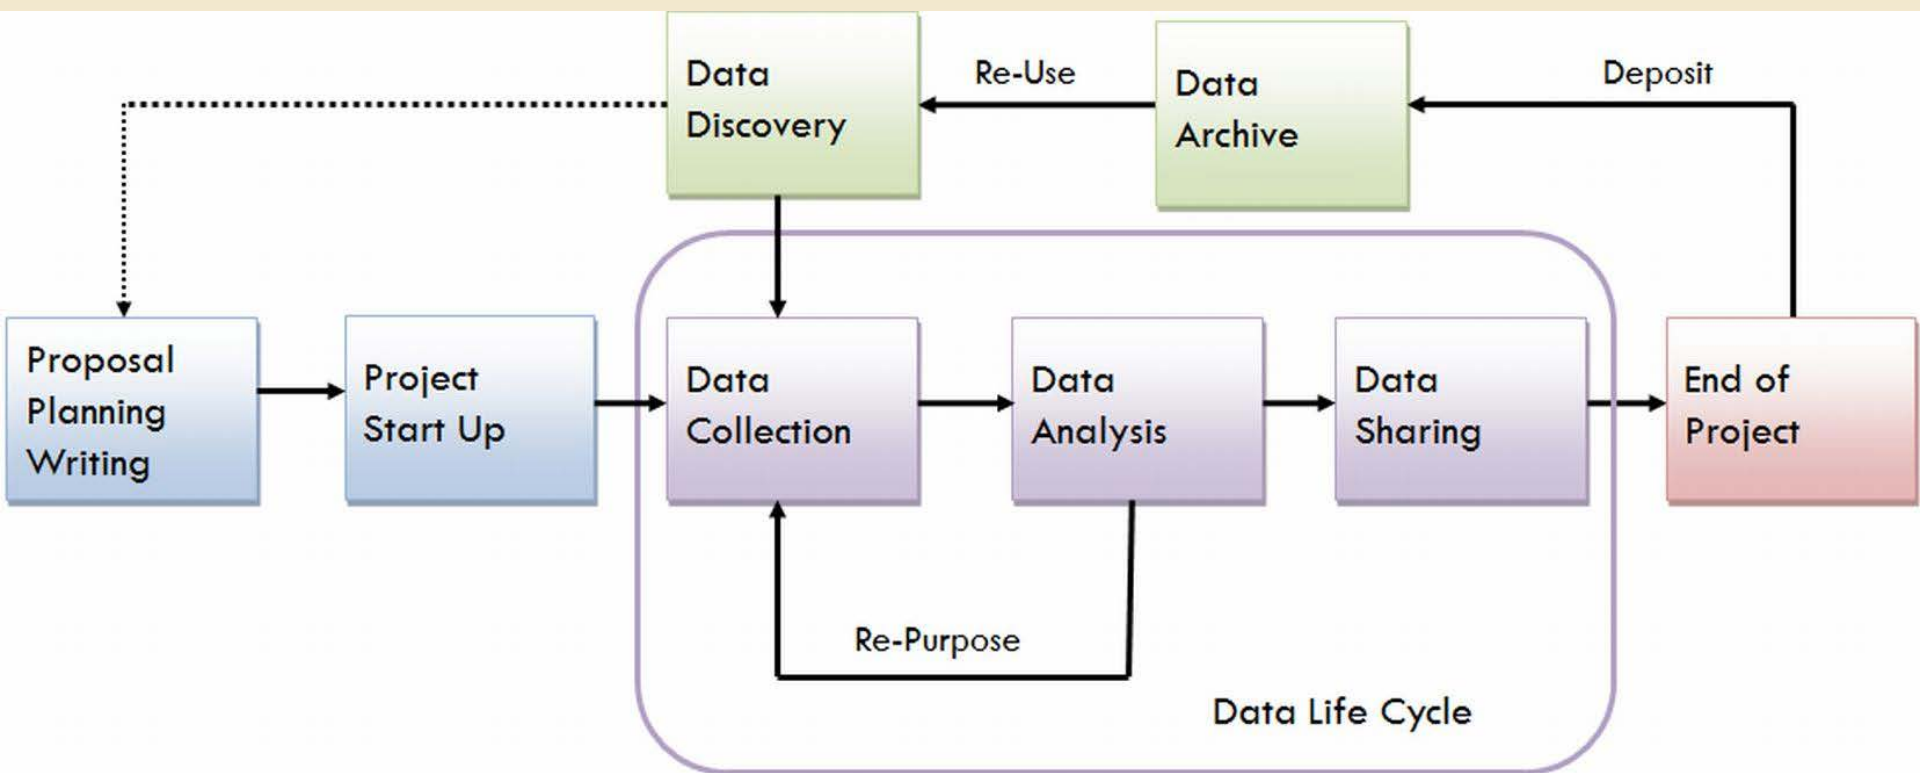 Data
Discovery
Re-Use
Data
Archive
Deposit
Proposal
Planning
Writing
Project
Start Up
Data
Collection
Data
Analysis
Data
Sharing
End of
Project
Re-Purpose
Data Life Cycle